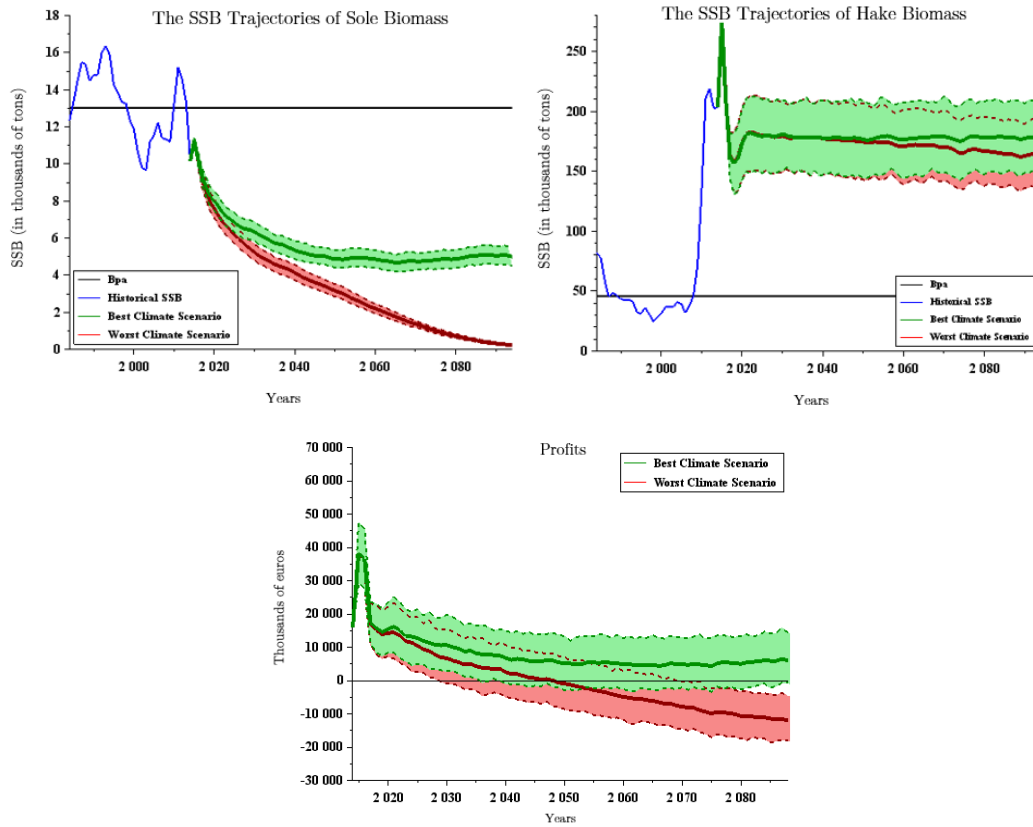 The SSB Trajectories of Sole Biomass
SSB (in thousands of tons)
18
16
14
12
10
8
6
4
2
0
Bpa
Historical SSB
Best Climate Scenario
Worst Climate Scenario
2 000
2 020
2 040
2 060
2 080
Years
The SSB Trajectories of Hake Biomass
SSB (in thousands of tons)
250
200
150
100
50
0
Bpa
Historical SSB
Best Climate Scenario
Worst Climate Scenario
2 000
2 020
2 040
2 060
2 080
Years
Profits
Thousands of euros
70 000
60 000
50 000
40 000
30 000
20 000
10 000
0
-10 000
-20 000
-30 000
Best Climate Scenario
Worst Climate Scenario
2 020
2 030
2 040
2 050
2 060
2 070
2 080
Years